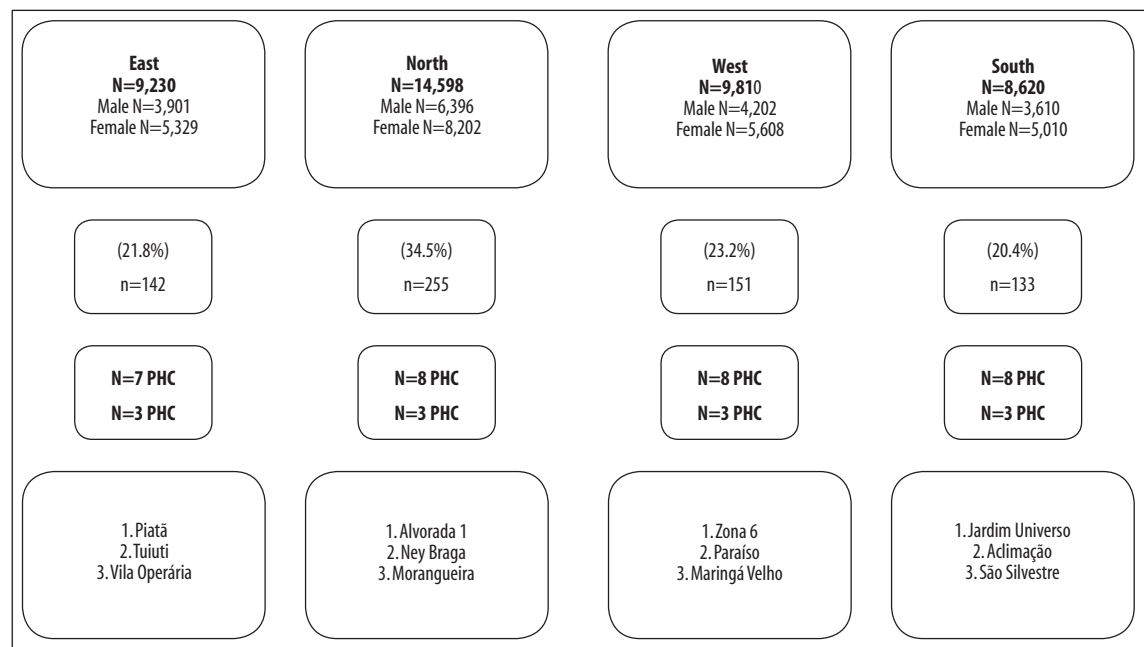 East
N=9,230
Male N=3,901
Female N=5,329
North
N=14,598
Male N=6,396
Female N=8,202
West
N=9,810
Male N=4,202
Female N=5,608
South
N=8,620
Male N=3,610
Female N=5,010
(21.8%)
n=142
(34.5%)
n=255
(23.2%)
n=151
(20.4%)
n=133
N=7 PHC
N=3 PHC
N=8 PHC
N=3 PHC
N=8 PHC
N=3 PHC
N=8 PHC
N=3 PHC
1. Piatã
2. Tuiuti
3. Vila Operária
1. Alvorada 1
2. Ney Braga
3. Morangueira
1. Zona 6
2. Paraíso
3. Maringá Velho
1. Jardim Universo
2. Aclimação
3. São Silvestre